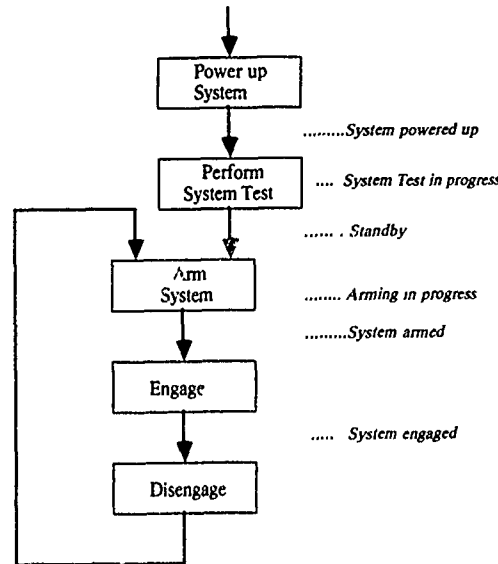 Power up
System
.........System powered up
Perform
System Test
.... System Test in progress
...... . Standby
Arm
System
........ Arming in progress
.........System armed
Engage
..... System engaged
Disengage